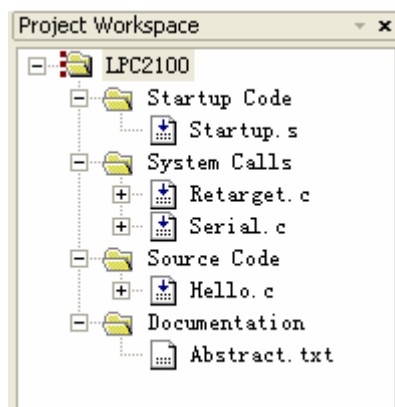 Project Workspace
LPC2100
Startup Code
Startup.s
System Calls
Retarget.c
Serial.c
Source Code
Hello.c
Documentation
Abstract.txt